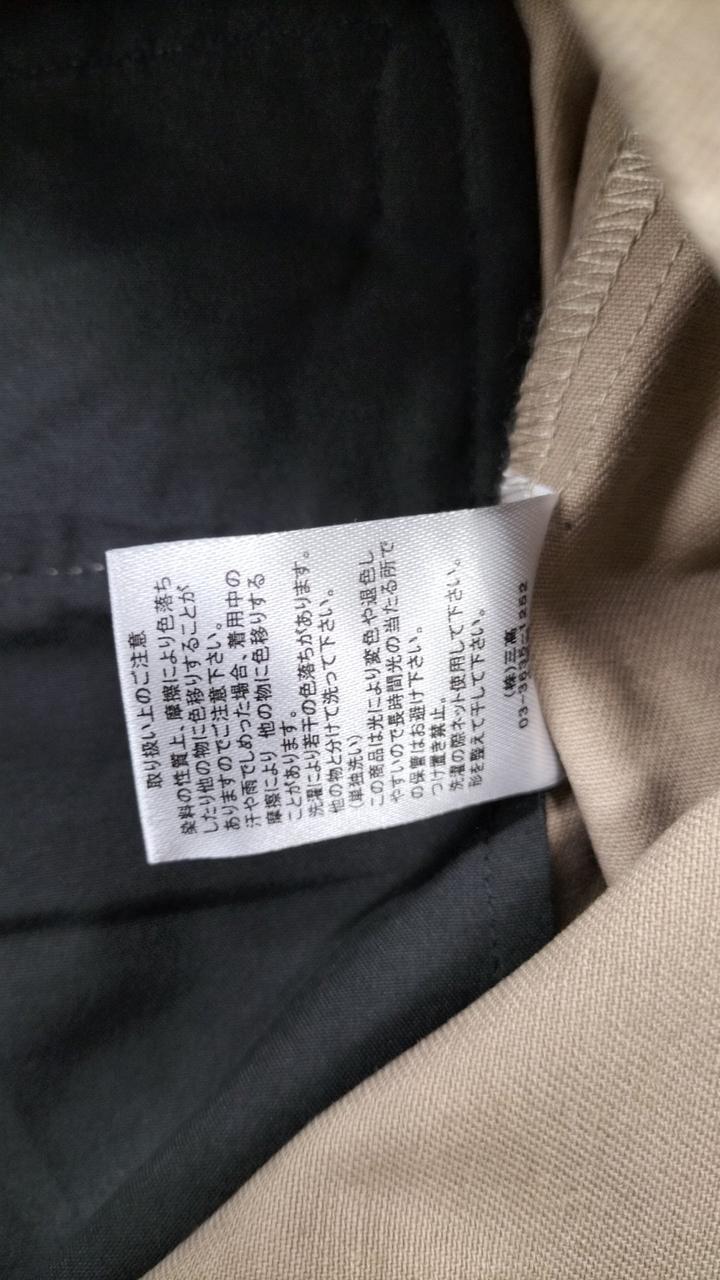 取り扱い上のご注意
染料の性質上、摩擦により色落ち
したり他の物に色移りすることが
ありますのでご注意下さい。
汗や雨でしめった場合、着用中の
摩擦により 他の物に色移りする
ことがあります。
洗濯により若干の色落ちがあります。
他の物と分けて洗って下さい。
(単独洗い)
この商品は光により変色や退色し
やすいので長時間光の当たる所で
の保管はお避け下さい。
つけ置き禁止。
洗濯の際ネット使用して下さい。
形を整えて干して下さい。
(株)三高
03-3635-1252